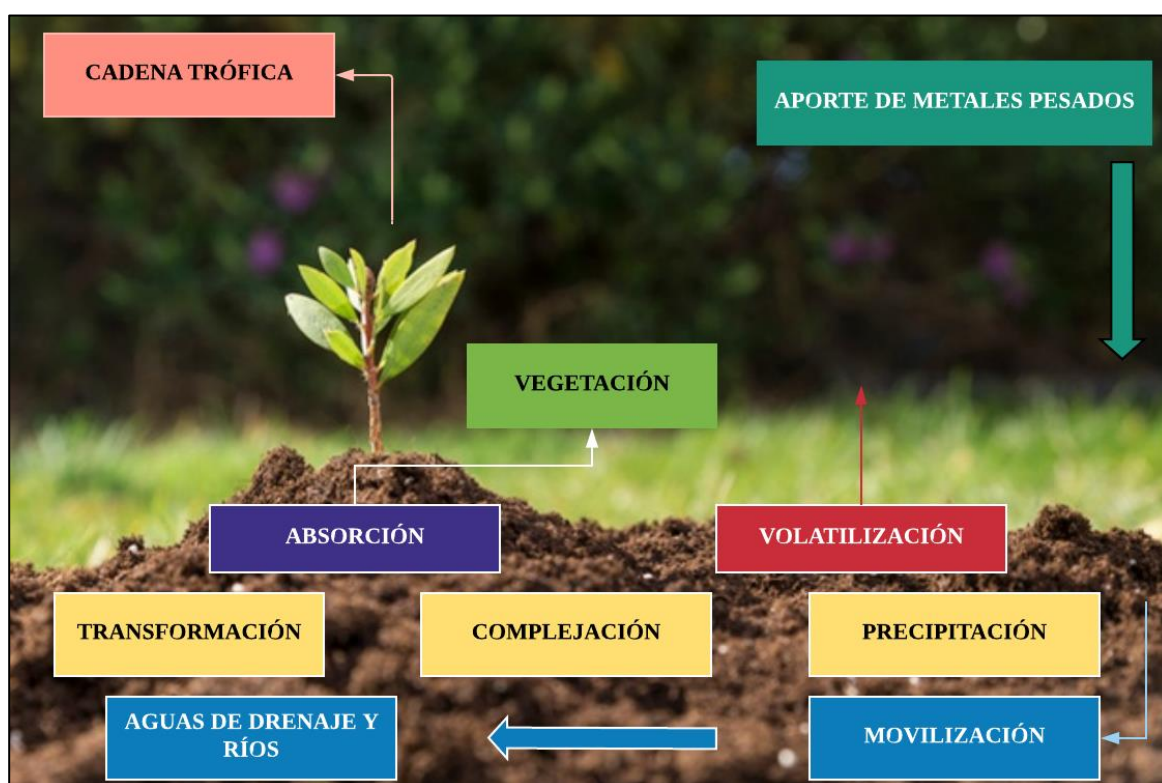 CADENA TRÓFICA
APORTE DE METALES PESADOS
VEGETACIÓN
ABSORCIÓN
VOLATILIZACIÓN
TRANSFORMACIÓN
COMPLEJACIÓN
PRECIPITACIÓN
AGUAS DE DRENAJE Y
RÍOS
MOVILIZACIÓN